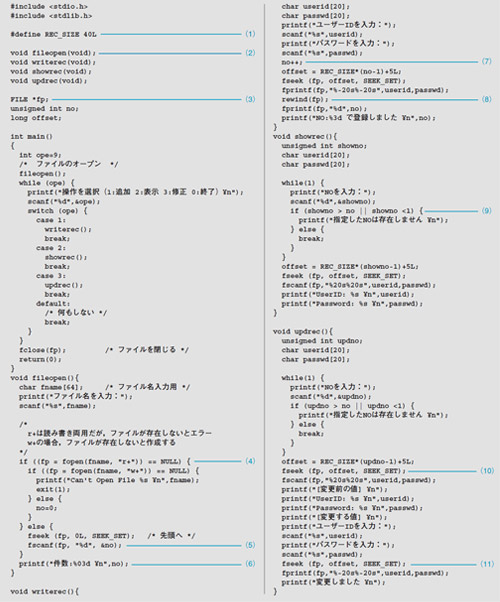 #include <stdio.h>
#include <stdlib.h>
#define REC_SIZE 40L (1)
void fileopen(void); (2)
void writerec(void);
void showrec(void);
void updrec(void);
FILE *fp; (3)
unsigned int no;
long offset;
int main()
{
int ope=9;
/* ファイルのオープン */
fileopen();
while (ope) {
printf("操作を選択（1:追加 2:表示 3:修正 0:終了）¥n");
scanf("%d",&ope);
switch (ope) {
case 1:
writerec();
break;
case 2:
showrec();
break;
case 3:
updrec();
break;
default:
/* 何もしない */
break;
}
}
fclose(fp); /* ファイルを閉じる */
return(0);
}
void fileopen(){
char fname[64]; /* ファイル名入力用 */
printf("ファイル名を入力：");
scanf("%s",fname);
/*
r+は読み書き両用だが，ファイルが存在しないとエラー
w+の場合，ファイルが存在しないと作成する
*/
if ((fp = fopen(fname, "r+")) == NULL) { (4)
if ((fp = fopen(fname, "w+")) == NULL) {
printf("Can't Open File %s ¥n",fname);
exit(1);
} else {
no=0;
}
} else {
fseek (fp, 0L, SEEK_SET); /* 先頭へ */
fscanf(fp, "%d", &no); (5)
}
printf("件数:%03d ¥n",no); (6)
}
void writerec(){
char userid[20];
char passwd[20];
printf("ユーザーIDを入力：");
scanf("%s",userid);
printf("パスワードを入力：");
scanf("%s",passwd);
no++; (7)
offset = REC_SIZE*(no-1)+5L;
fseek (fp, offset, SEEK_SET);
fprintf(fp,"%-20s%-20s",userid,passwd);
rewind(fp); (8)
fprintf(fp,"%d",no);
printf("NO:%3d で登録しました ¥n",no);
}
void showrec(){
unsigned int showno;
char userid[20];
char passwd[20];
while(1) {
printf("NOを入力：");
scanf("%d",&showno);
if (showno > no || showno <1) { (9)
printf("指定したNOは存在しません ¥n");
} else {
break;
}
}
offset = REC_SIZE*(showno-1)+5L;
fseek (fp, offset, SEEK_SET);
fscanf(fp,"%20s%20s",userid,passwd);
printf("UserID: %s ¥n",userid);
printf("Password: %s ¥n",passwd);
}
void updrec(){
unsigned int updno;
char userid[20];
char passwd[20];
while(1) {
printf("NOを入力：");
scanf("%d",&updno);
if (updno > no || updno <1) {
printf("指定したNOは存在しません ¥n");
} else {
break;
}
}
offset = REC_SIZE*(updno-1)+5L;
fseek (fp, offset, SEEK_SET); (10)
fscanf(fp,"%20s%20s",userid,passwd);
printf("[変更前の値] ¥n");
printf("UserID: %s ¥n",userid);
printf("Password: %s ¥n",passwd);
printf("[変更する値] ¥n");
printf("ユーザーIDを入力：");
scanf("%s",userid);
printf("パスワードを入力：");
scanf("%s",passwd);
fseek (fp, offset, SEEK_SET); (11)
fprintf(fp,"%-20s%-20s",userid,passwd);
printf("変更しました ¥n");
}